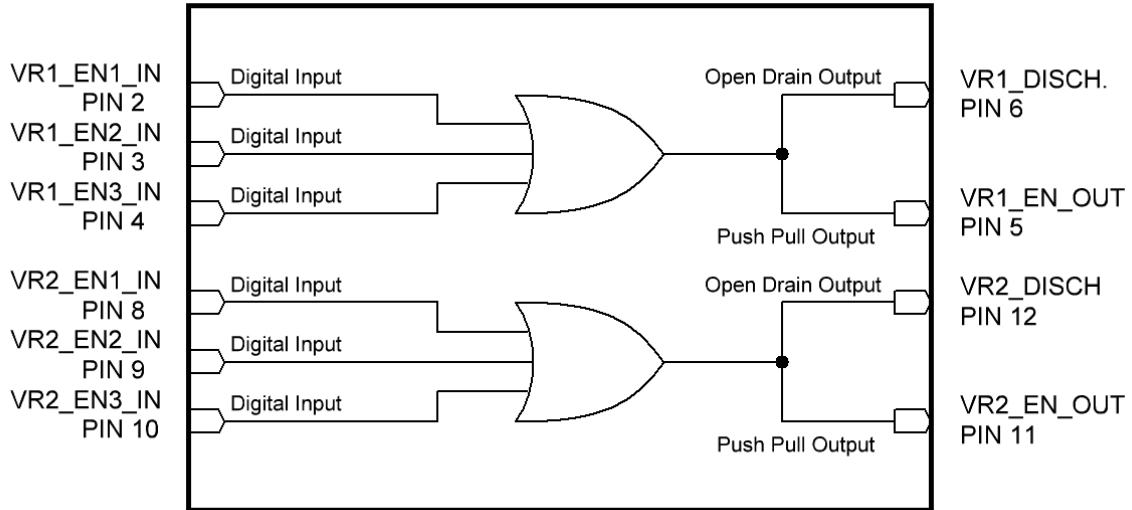 VR1_EN1_IN
PIN 2
Digital Input
VR1_EN2_IN
PIN 3
Digital Input
VR1_EN3_IN
PIN 4
Digital Input
Open Drain Output
VR1_DISCH.
PIN 6
VR1_EN_OUT
PIN 5
Push Pull Output
VR2_EN1_IN
PIN 8
Digital Input
VR2_EN2_IN
PIN 9
Digital Input
VR2_EN3_IN
PIN 10
Digital Input
Open Drain Output
VR2_DISCH
PIN 12
VR2_EN_OUT
PIN 11
Push Pull Output